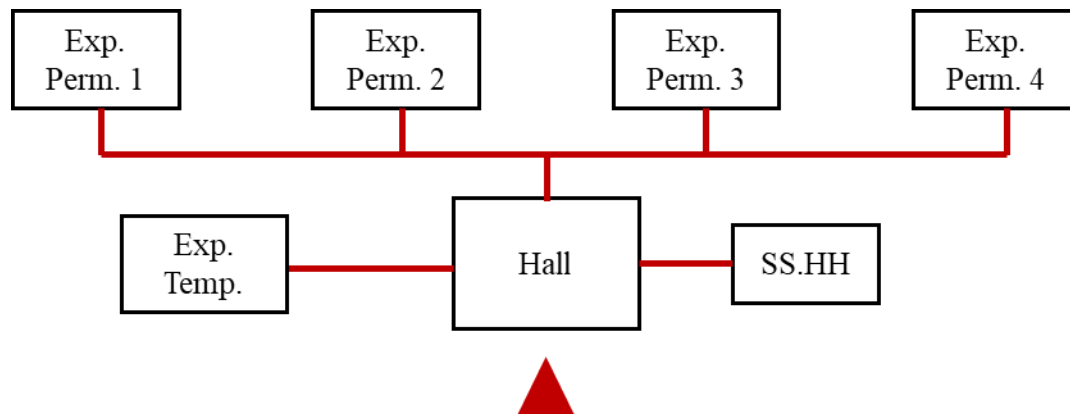 Exp.
Perm. 1
Exp.
Perm. 2
Exp.
Perm. 3
Exp.
Perm. 4
Exp.
Temp.
Hall
SS.HH